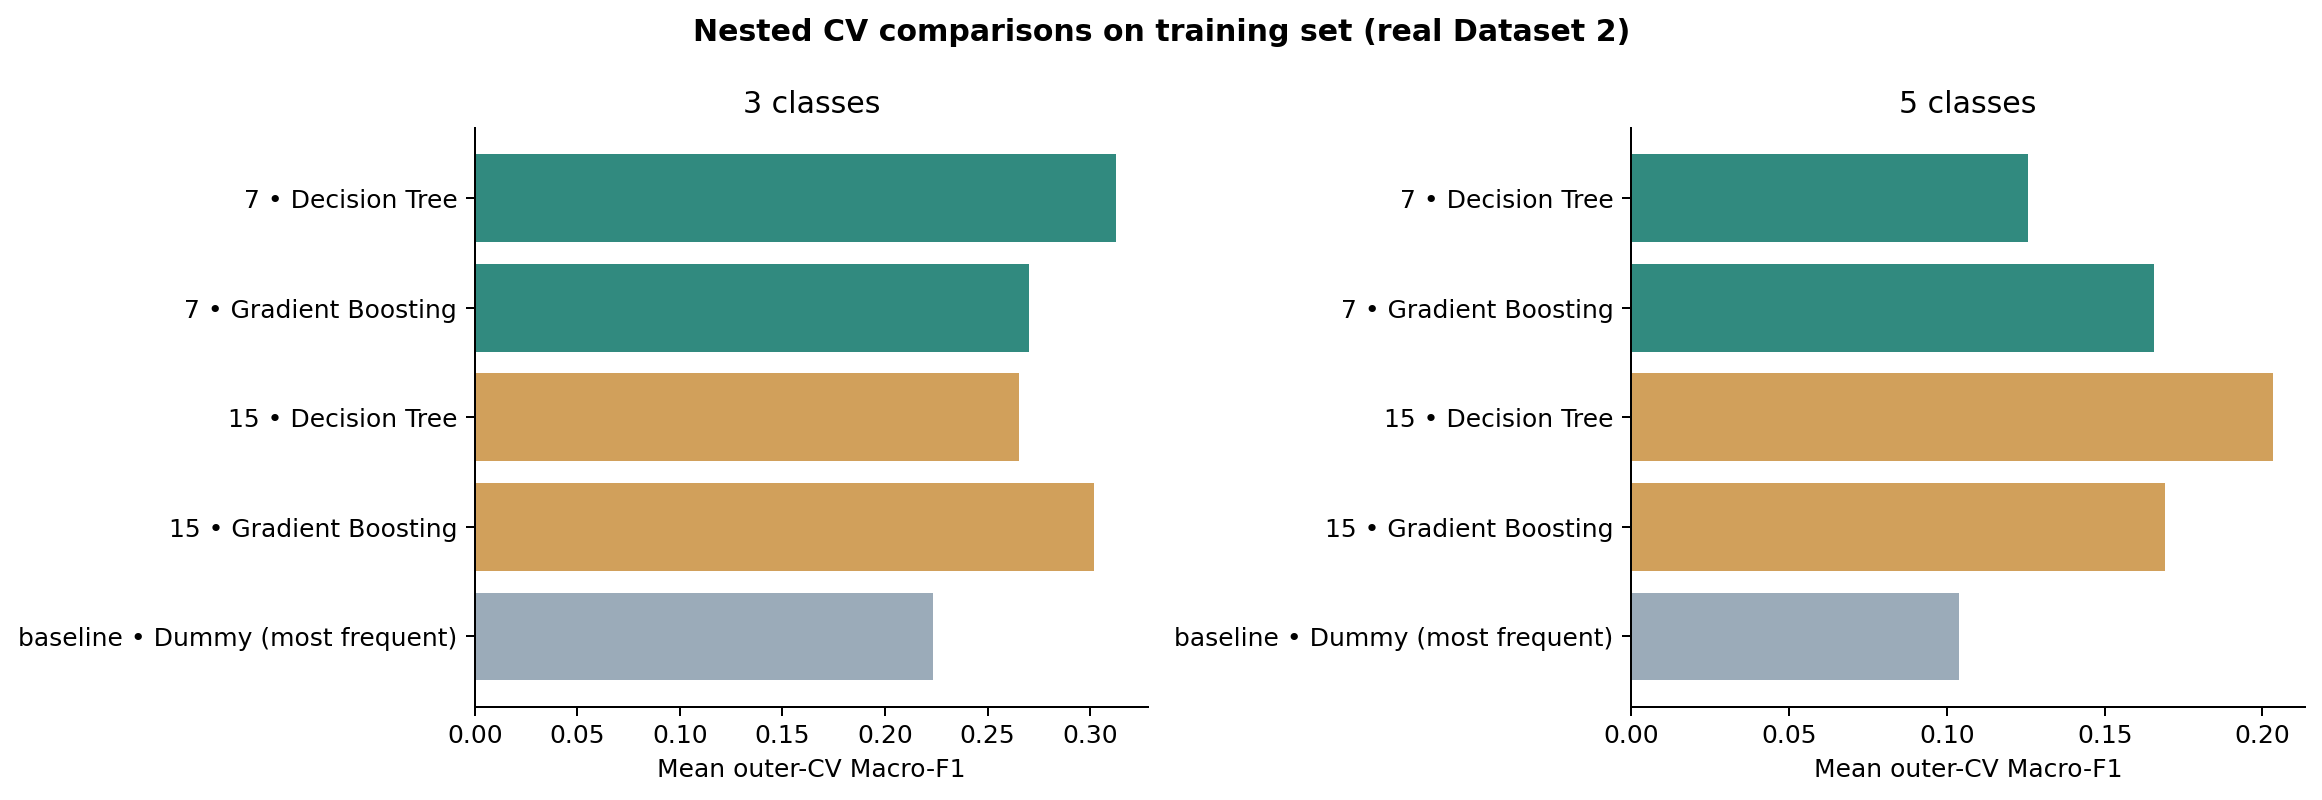 Nested CV comparisons on training set (real Dataset 2)
3 classes
7 • Decision Tree
7 • Gradient Boosting
15 • Decision Tree
15 • Gradient Boosting
baseline • Dummy (most frequent)
0.00 0.05 0.10 0.15 0.20 0.25 0.30
Mean outer-CV Macro-F1
5 classes
7 • Decision Tree
7 • Gradient Boosting
15 • Decision Tree
15 • Gradient Boosting
baseline • Dummy (most frequent)
0.00 0.05 0.10 0.15 0.20
Mean outer-CV Macro-F1